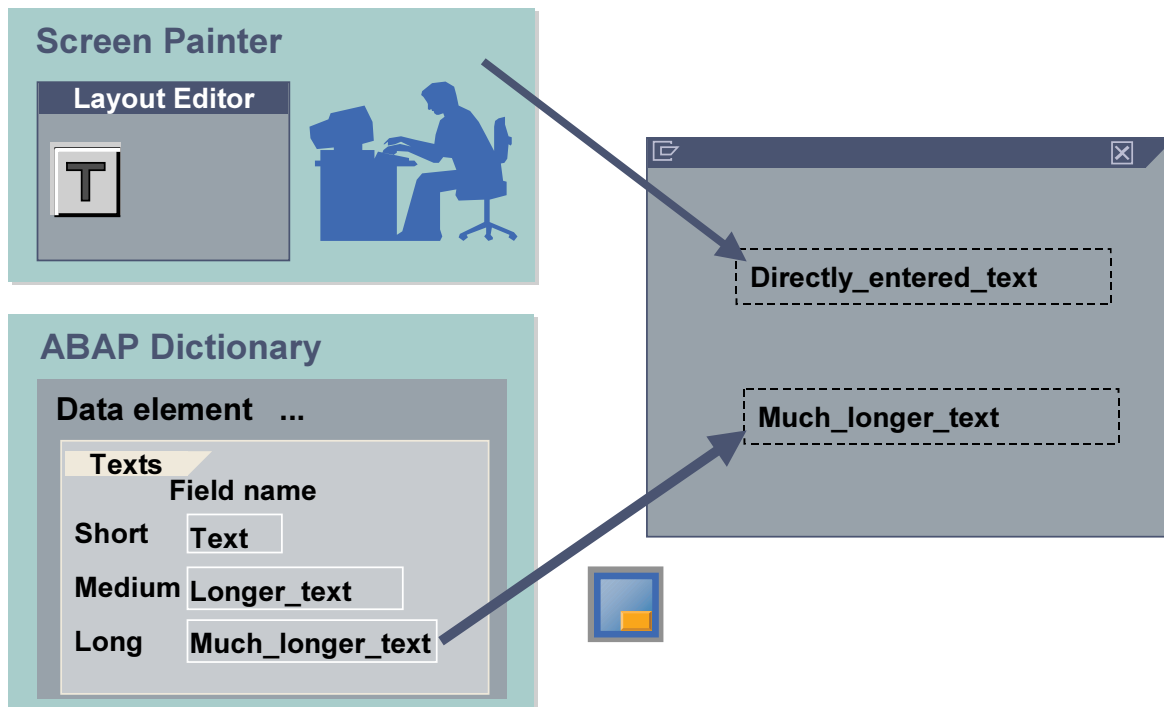 Screen Painter
Layout Editor
T
Directly_entered_text
ABAP Dictionary
Data element ...
Texts
Field name
Short Text
Medium Longer_text
Long Much_longer_text
Much_longer_text